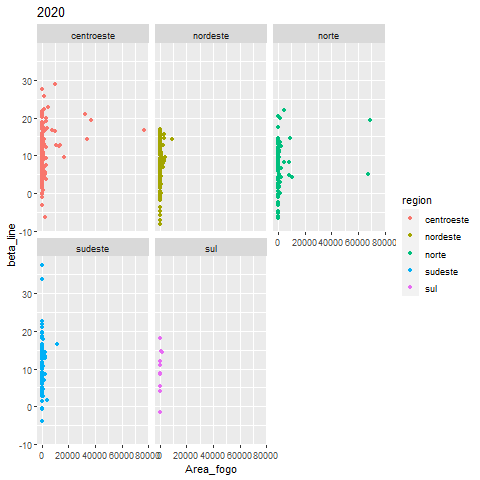 2020
centroeste nordeste norte
30
20
10
0
-10
0 20000 40000 60000 80000
beta_line
region
centroeste
nordeste
norte
sudeste
sul
sudeste sul
30
20
10
0
-10
0 20000 40000 60000 80000 0 20000 40000 60000 80000
Area_fogo